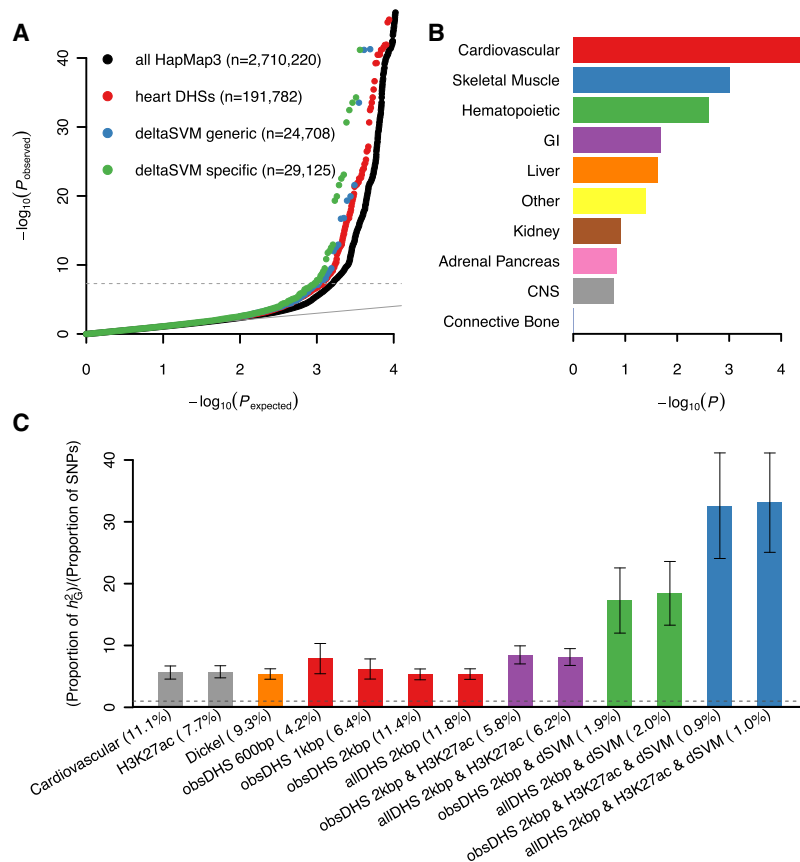 A
−log10(Pobserved)
40
30
20
10
0
all HapMap3 (n=2,710,220)
heart DHSs (n=191,782)
deltaSVM generic (n=24,708)
deltaSVM specific (n=29,125)
0 1 2 3 4
−log10(Pexpected)
B
Cardiovascular
Skeletal Muscle
Hematopoietic
GI
Liver
Other
Kidney
Adrenal Pancreas
CNS
Connective Bone
0 1 2 3 4
−log10(P)
C
(Proportion of h²G)/(Proportion of SNPs)
40
30
20
10
0
Cardiovascular (11.1%)
H3K27ac ( 7.7%)
Dickel ( 9.3%)
obsDHS 600bp ( 4.2%)
obsDHS 1kbp ( 6.4%)
obsDHS 2kbp (11.4%)
allDHS 2kbp (11.8%)
obsDHS 2kbp & H3K27ac ( 5.8%)
allDHS 2kbp & H3K27ac ( 6.2%)
obsDHS 2kbp & dSVM ( 1.9%)
allDHS 2kbp & dSVM ( 2.0%)
obsDHS 2kbp & H3K27ac & dSVM ( 0.9%)
allDHS 2kbp & H3K27ac & dSVM ( 1.0%)